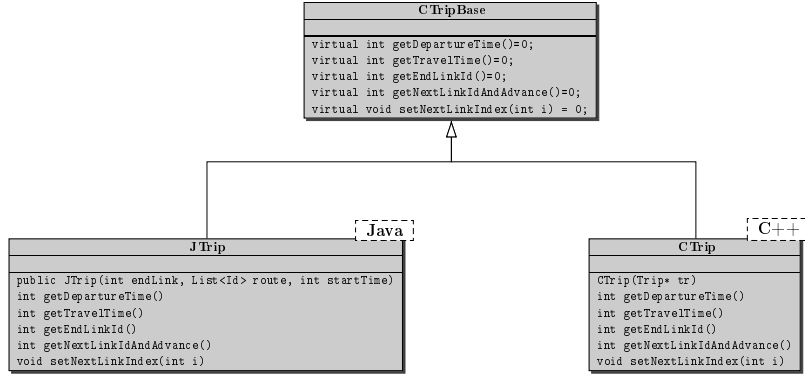 CTripBase
virtual int getDepartureTime()=0;
virtual int getTravelTime()=0;
virtual int getEndLinkId()=0;
virtual int getNextLinkIdAndAdvance()=0;
virtual void setNextLinkIndex(int i) = 0;
Java
JTrip
public JTrip(int endLink, List<Id> route, int startTime)
int getDepartureTime()
int getTravelTime()
int getEndLinkId()
int getNextLinkIdAndAdvance()
void setNextLinkIndex(int i)
C++
CTrip
CTrip(Trip* tr)
int getDepartureTime()
int getTravelTime()
int getEndLinkId()
int getNextLinkIdAndAdvance()
void setNextLinkIndex(int i)